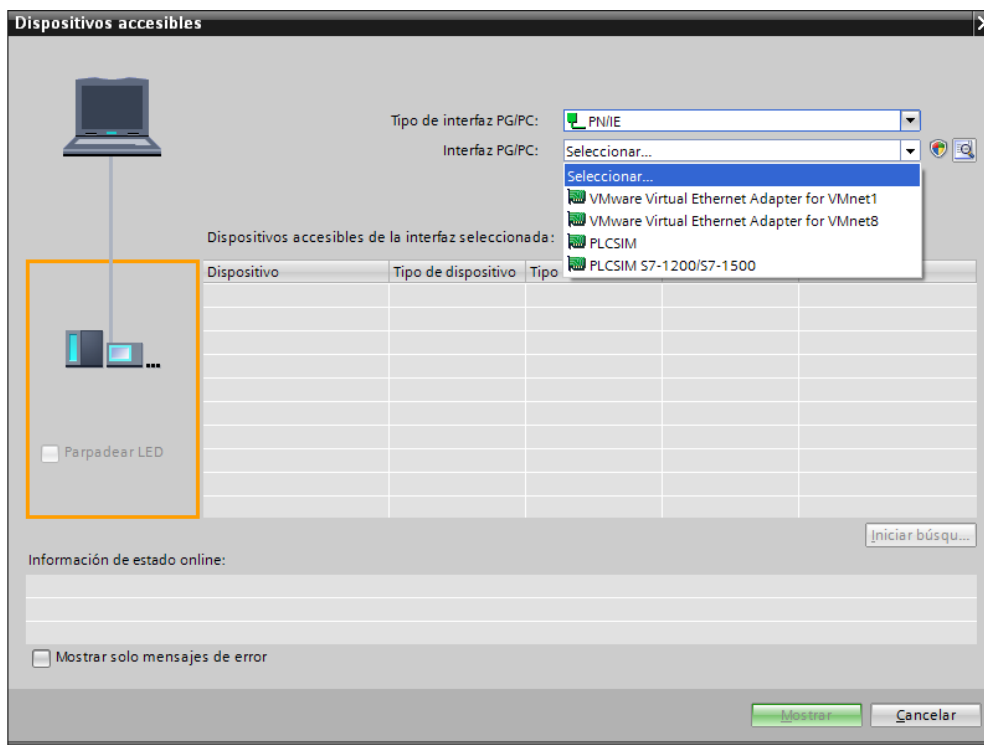 Dispositivos accesibles
Tipo de interfaz PG/PC: PN/IE
Interfaz PG/PC: Seleccionar...
Seleccionar...
VMware Virtual Ethernet Adapter for VMnet1
VMware Virtual Ethernet Adapter for VMnet8
PLCSIM
PLCSIM S7-1200/S7-1500
Dispositivos accesibles de la interfaz seleccionada:
Dispositivo Tipo de dispositivo Tipo
Parpadear LED
Iniciar búsqu...
Información de estado online:
Mostrar solo mensajes de error
Mostrar Cancelar